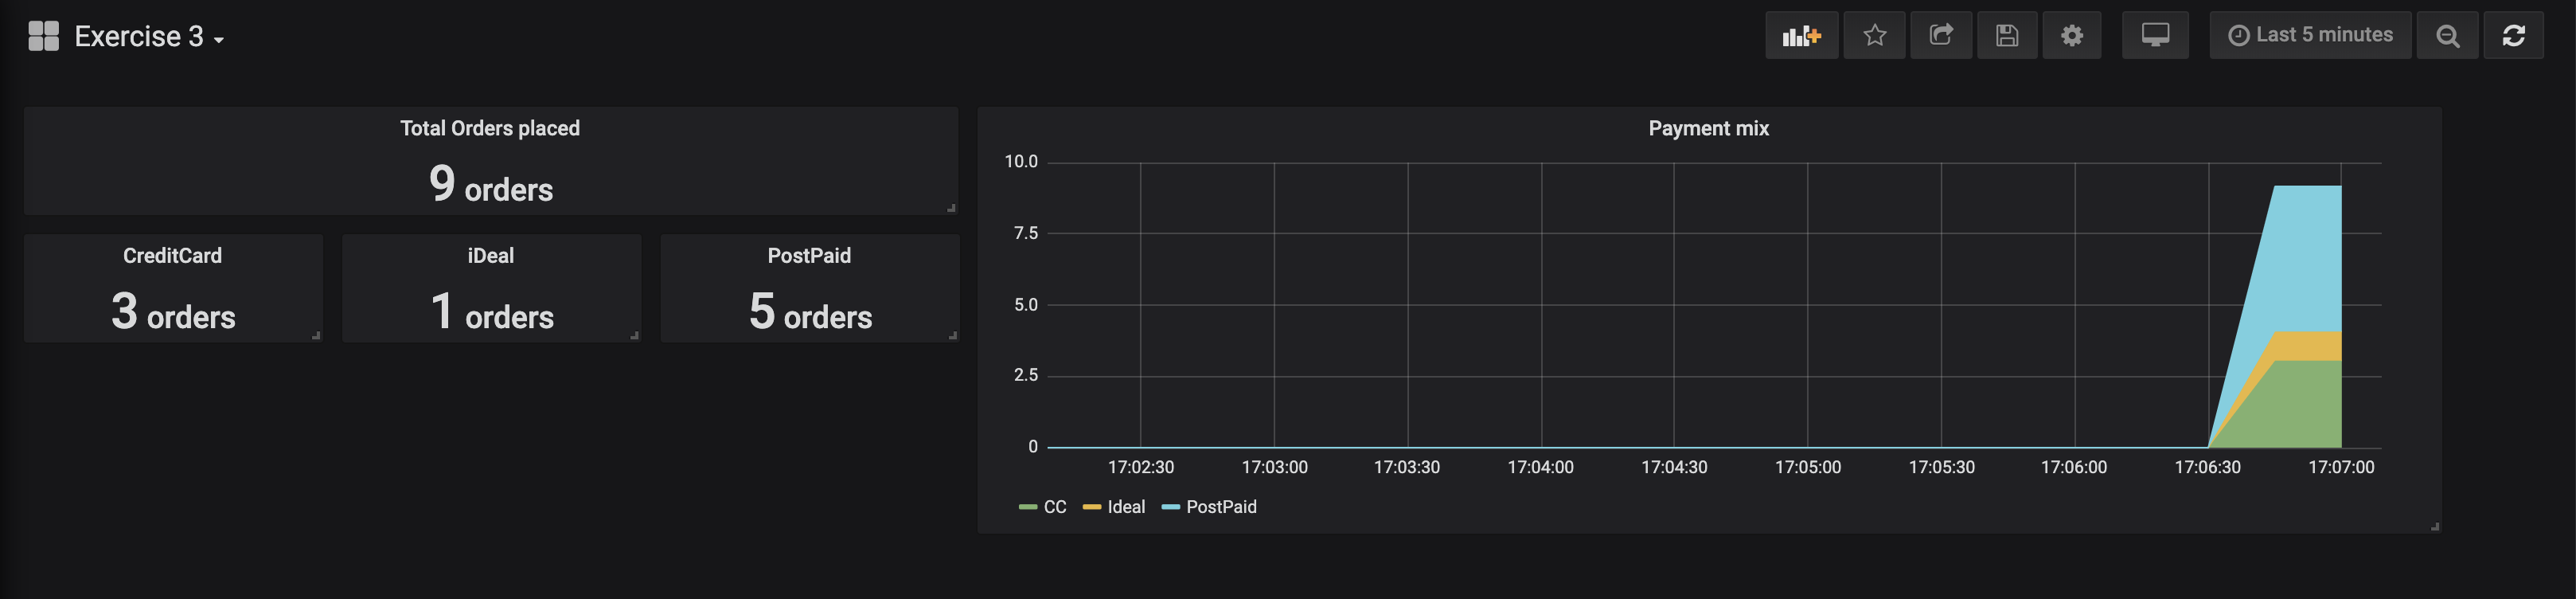 Exercise 3
Last 5 minutes
Total Orders placed
9 orders
CreditCard
3 orders
iDeal
1 orders
PostPaid
5 orders
Payment mix
10.0
7.5
5.0
2.5
0
17:02:30 17:03:00 17:03:30 17:04:00 17:04:30 17:05:00 17:05:30 17:06:00 17:06:30 17:07:00
CC Ideal PostPaid